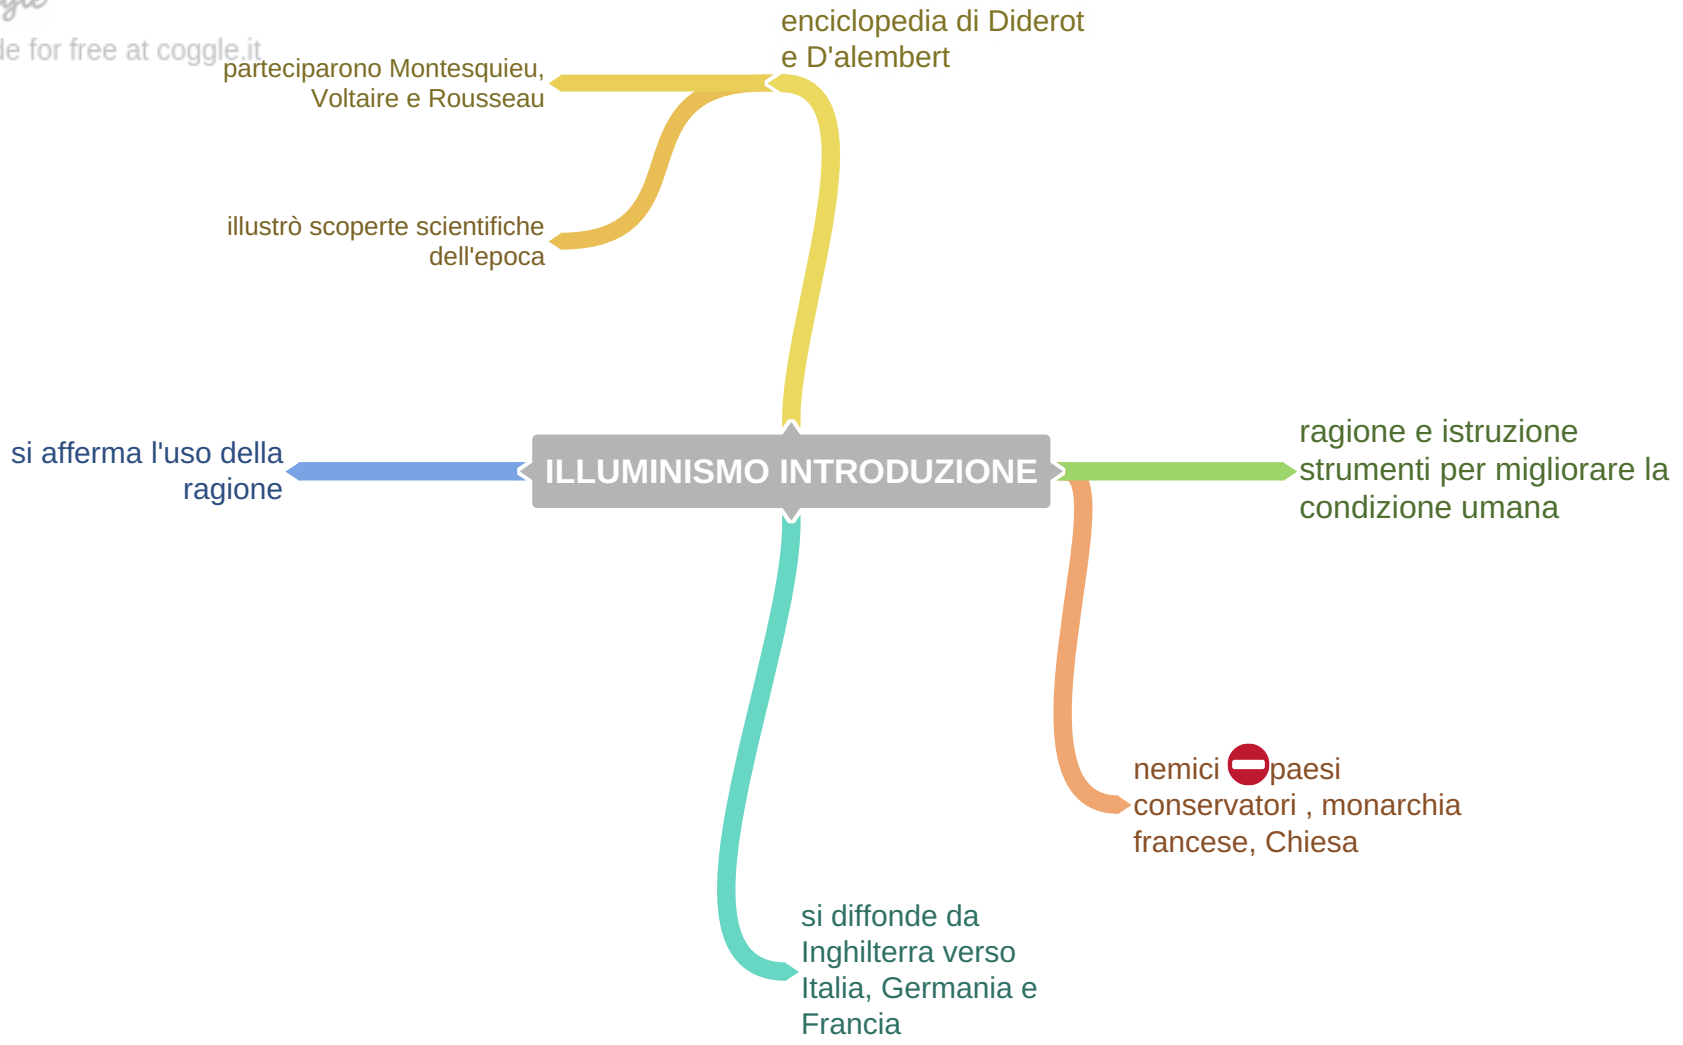 for free at coggle.it
enciclopedia di Diderot
e D'alembert
parteciparono Montesquieu,
Voltaire e Rousseau
illustrò scoperte scientifiche
dell'epoca
si afferma l'uso della
ragione
ILLUMINISMO INTRODUZIONE
ragione e istruzione
strumenti per migliorare la
condizione umana
nemici paesi
conservatori , monarchia
francese, Chiesa
si diffonde da
Inghilterra verso
Italia, Germania e
Francia